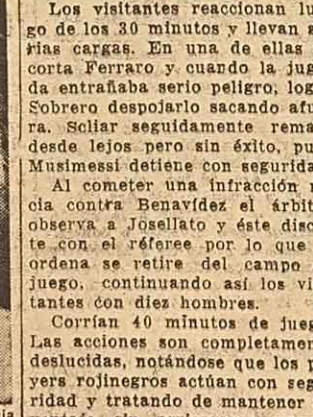 Los visitantes reaccionan lu
go de los 30 minutos y llevan
rias cargas. En una de ellas
corta Ferraro y cuando la jug
da entrañaba serio peligro, log
Sobrero despojarlo sacando afu
ra. Scliar seguidamente rema
desde lejos pero sin éxito, pu
Musimessi detiene con segurida
Al cometer una infracción
cia contra Benavídez el árbit
observa a Josellato y éste disc
te con el réferee por lo que
ordena se retire del campo
juego, continuando así los vi
tantes con diez hombres.
Corrían 40 minutos de jueg
Las acciones son completamen
deslucidas, notándose que los p
yers rojinegros actúan con seg
ridad y tratando de mantener